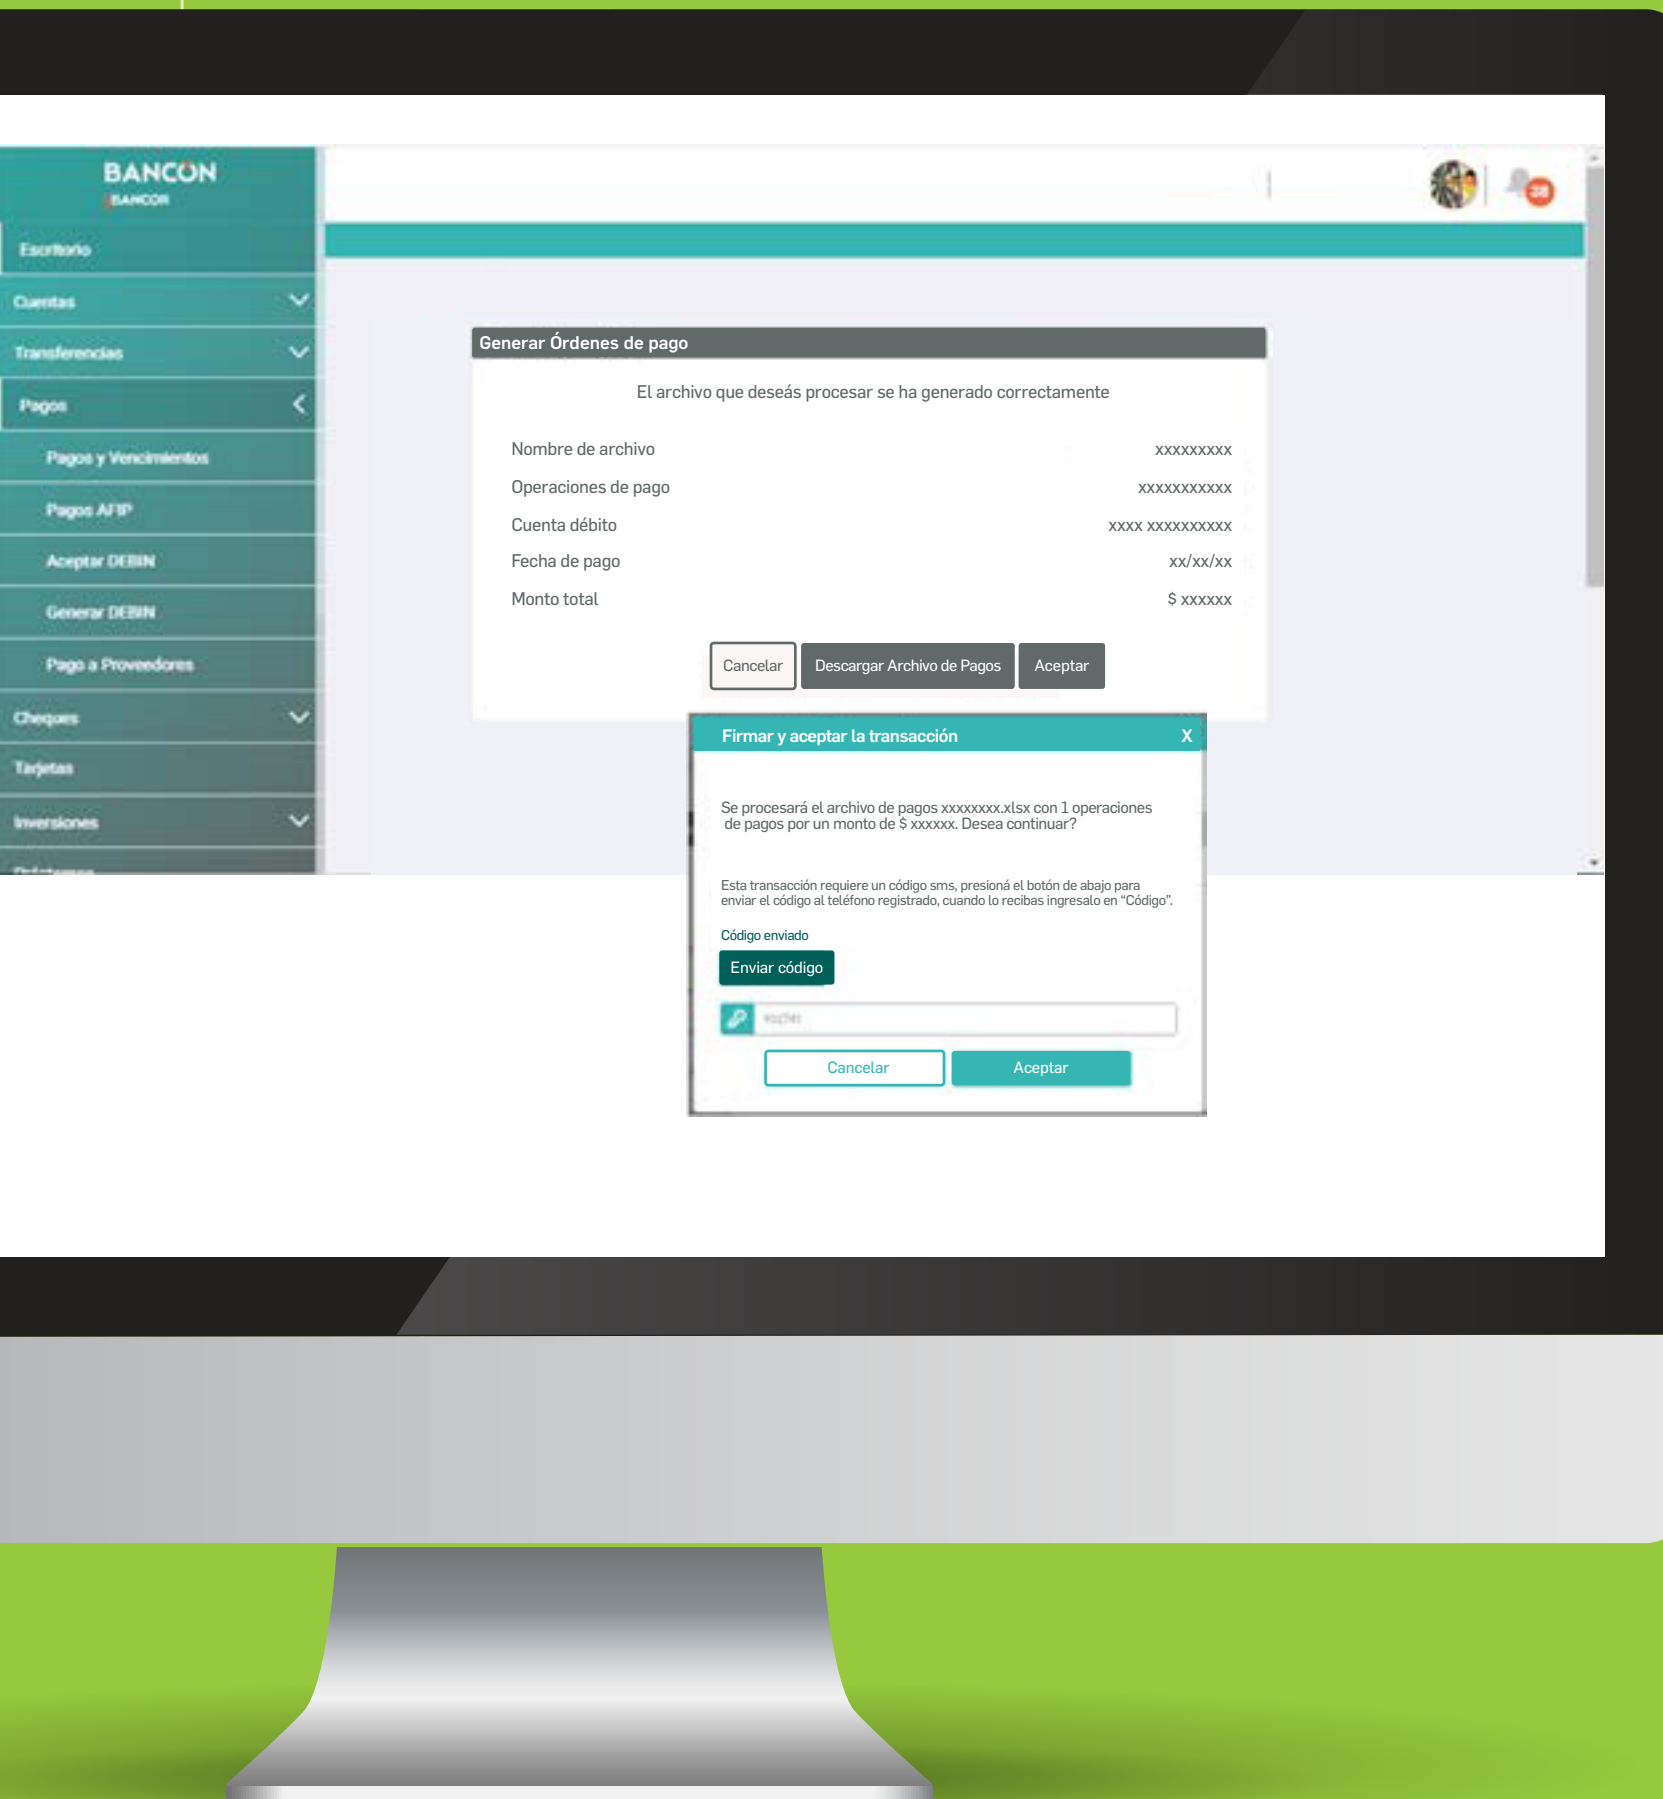 BANCÓN
BANCOR
38
Escritorio
Cuentas
Transferencias
Pagos
Pagos y Vencimientos
Pagos AFIP
Aceptar DEBIN
Generar DEBIN
Pago a Proveedores
Cheques
Tarjetas
Inversiones
Generar Órdenes de pago
El archivo que deseás procesar se ha generado correctamente
Nombre de archivo xxxxxxxxx
Operaciones de pago xxxxxxxxxxx
Cuenta débito xxxx xxxxxxxxxx
Fecha de pago xx/xx/xx
Monto total $ xxxxxx
Cancelar Descargar Archivo de Pagos Aceptar
Firmar y aceptar la transacción X
Se procesará el archivo de pagos xxxxxxxx.xlsx con 1 operaciones
de pagos por un monto de $ xxxxxx. Desea continuar?
Esta transacción requiere un código sms, presioná el botón de abajo para
enviar el código al teléfono registrado, cuando lo recibas ingresalo en “Código”.
Código enviado
Enviar código
Cancelar Aceptar